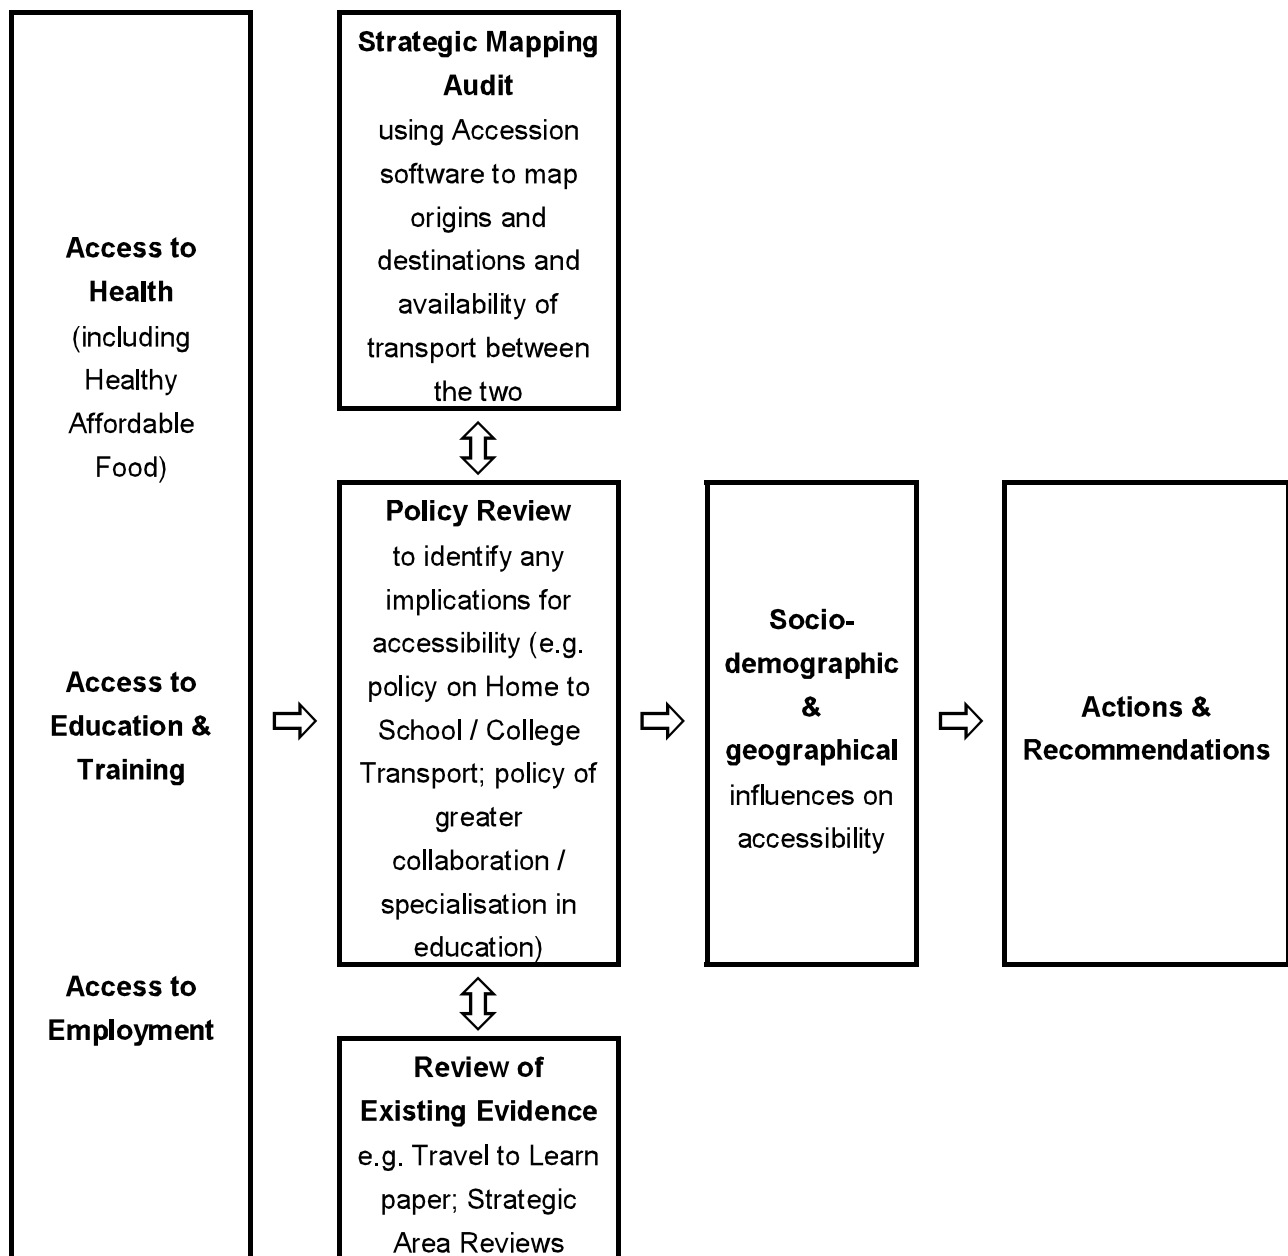 Access to
Health
(including
Healthy
Affordable
Food)
Access to
Education &
Training
Access to
Employment
Strategic Mapping
Audit
using Accession
software to map
origins and
destinations and
availability of
transport between
the two
Policy Review
to identify any
implications for
accessibility (e.g.
policy on Home to
School / College
Transport; policy of
greater
collaboration /
specialisation in
education)
Review of
Existing Evidence
e.g. Travel to Learn
paper; Strategic
Area Reviews
Socio-
demographic
&
geographical
influences on
accessibility
Actions &
Recommendations